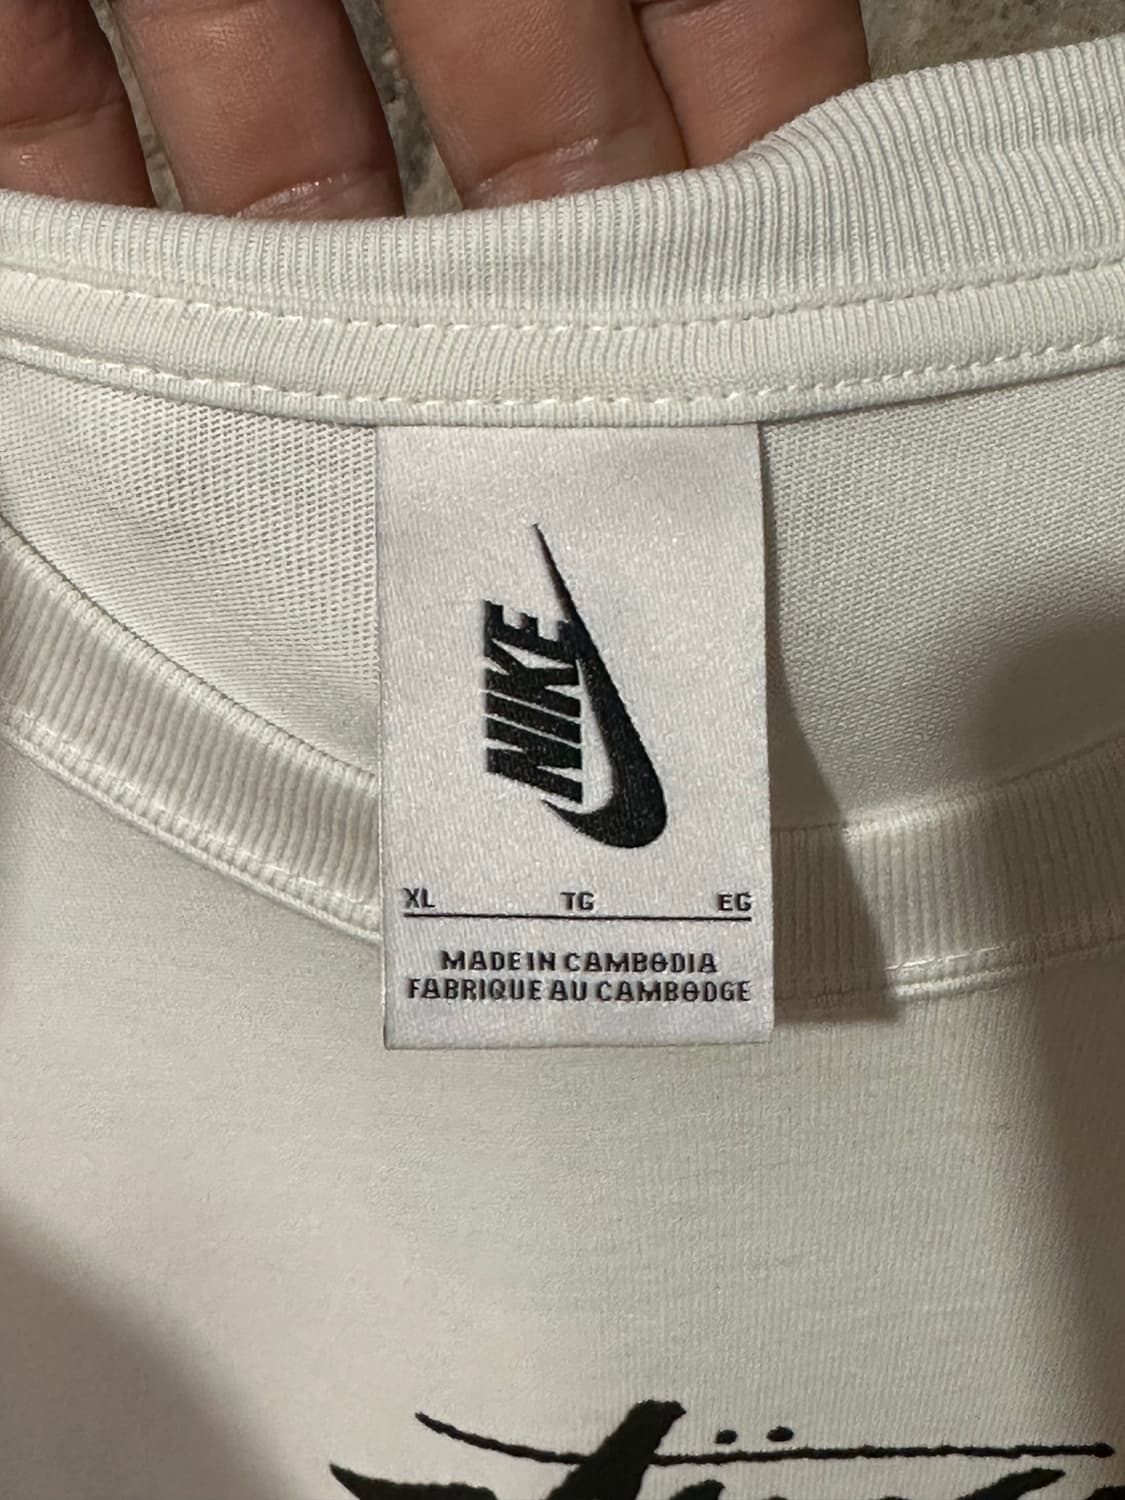 NIKE
XL TG EG
MADE IN CAMBODIA
FABRIQUE AU CAMBODGE